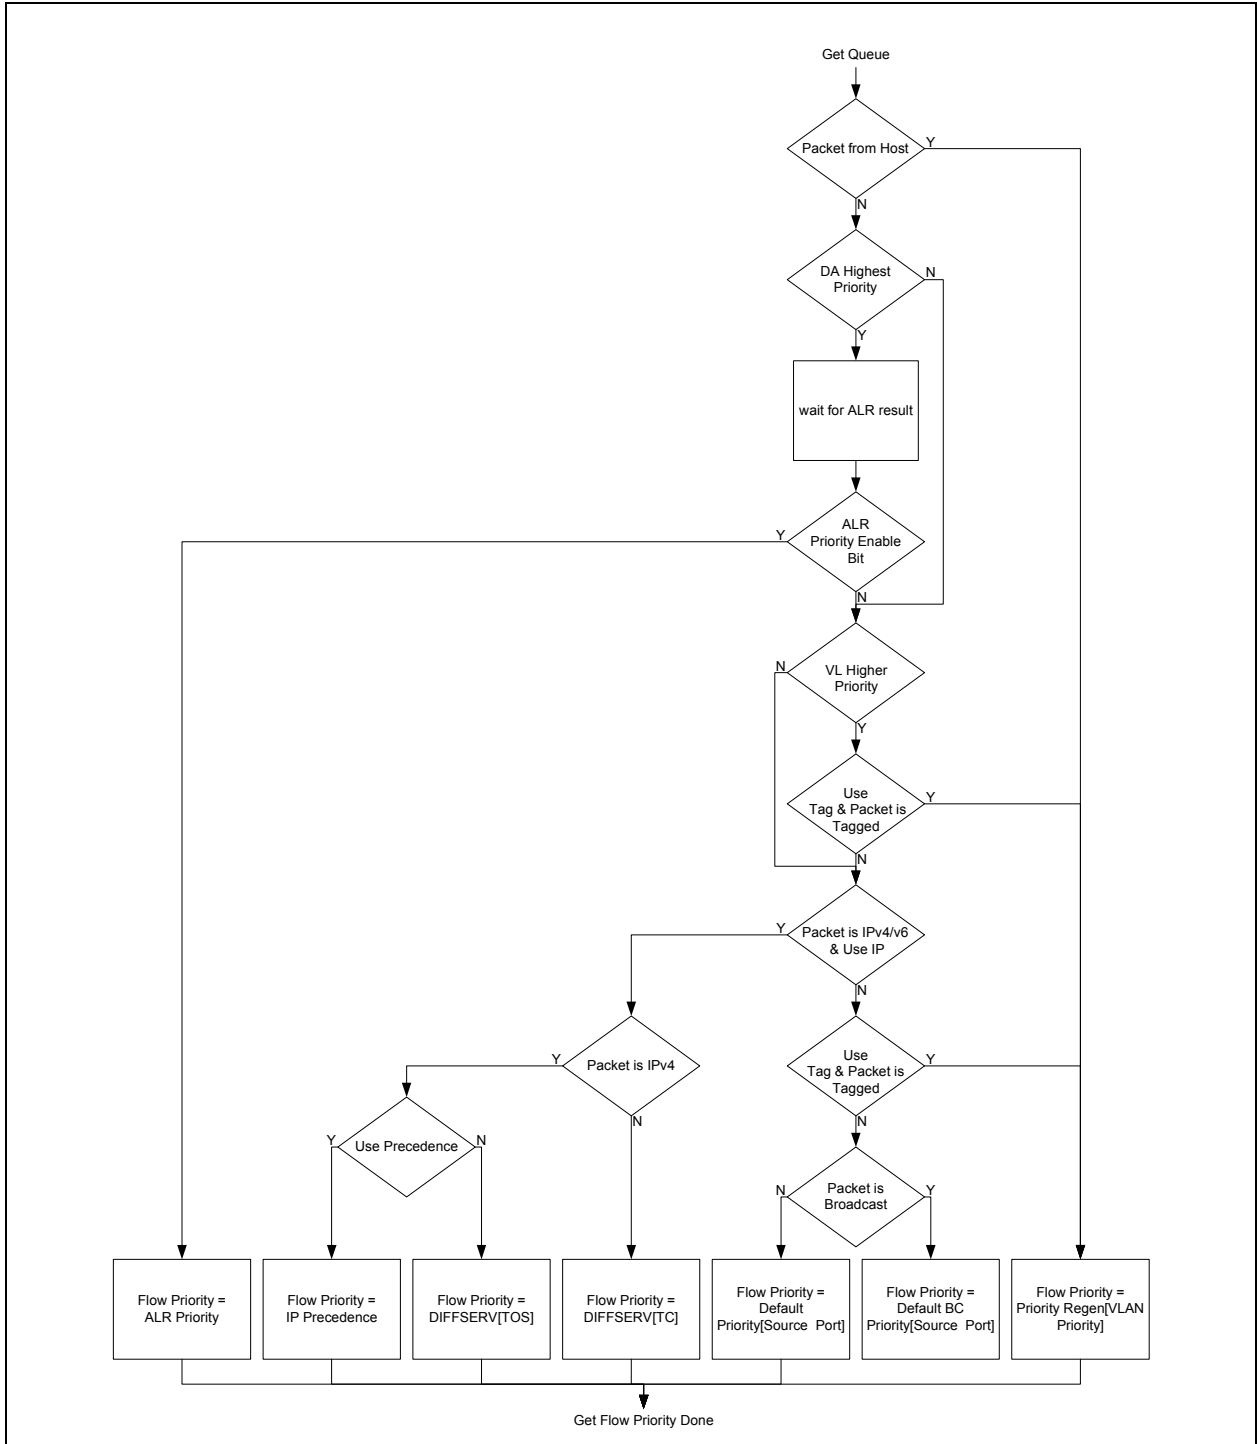 Get Queue
Packet from Host
Y
N
DA Highest
Priority
N
Y
wait for ALR result
ALR
Priority Enable
Bit
Y
N
VL Higher
Priority
N
Y
Use
Tag & Packet is
Tagged
Y
N
Packet is IPv4/v6
& Use IP
Y
N
Packet is IPv4
Y
N
Use
Tag & Packet is
Tagged
Y
N
Use Precedence
Y
N
Packet is
Broadcast
N
Y
Flow Priority =
ALR Priority
Flow Priority =
IP Precedence
Flow Priority =
DIFFSERV[TOS]
Flow Priority =
DIFFSERV[TC]
Flow Priority =
Default
Priority[Source Port]
Flow Priority =
Default BC
Priority[Source Port]
Flow Priority =
Priority Regen[VLAN
Priority]
Get Flow Priority Done